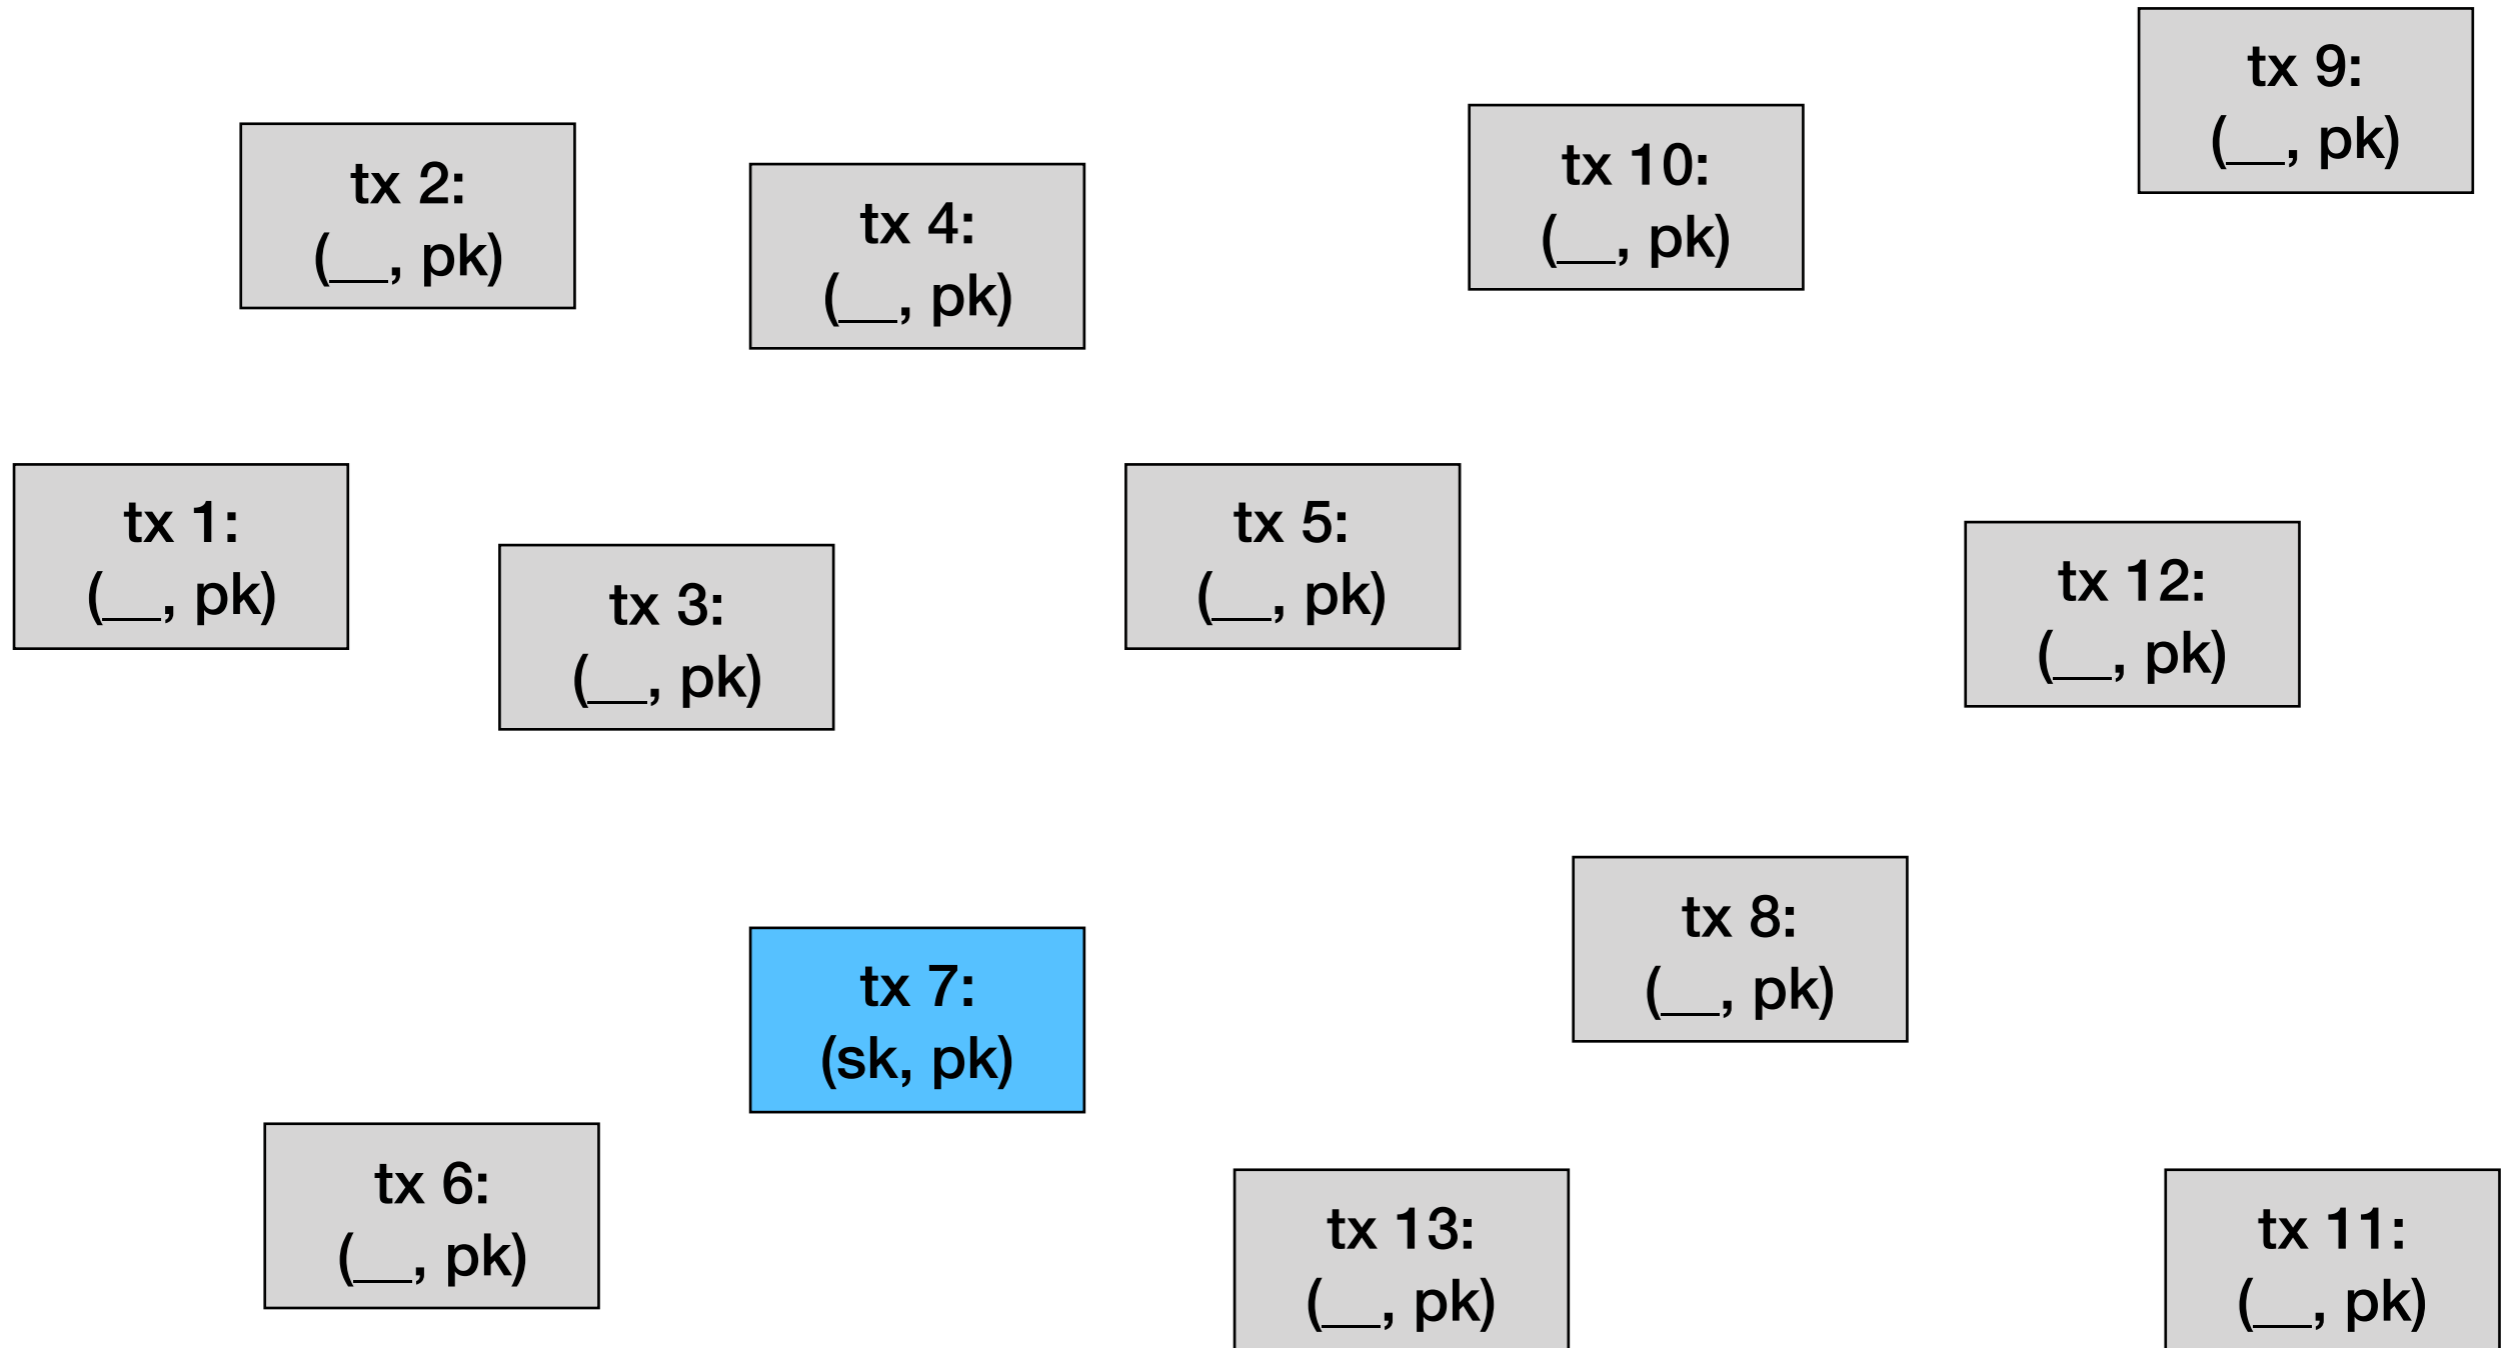 tx 9:
(__, pk)
tx 10:
(__, pk)
tx 2:
(__, pk)
tx 4:
(__, pk)
tx 1:
(__, pk)
tx 5:
(__, pk)
tx 3:
(__, pk)
tx 12:
(__, pk)
tx 8:
(__, pk)
tx 7:
(sk, pk)
tx 6:
(__, pk)
tx 13:
(__, pk)
tx 11:
(__, pk)